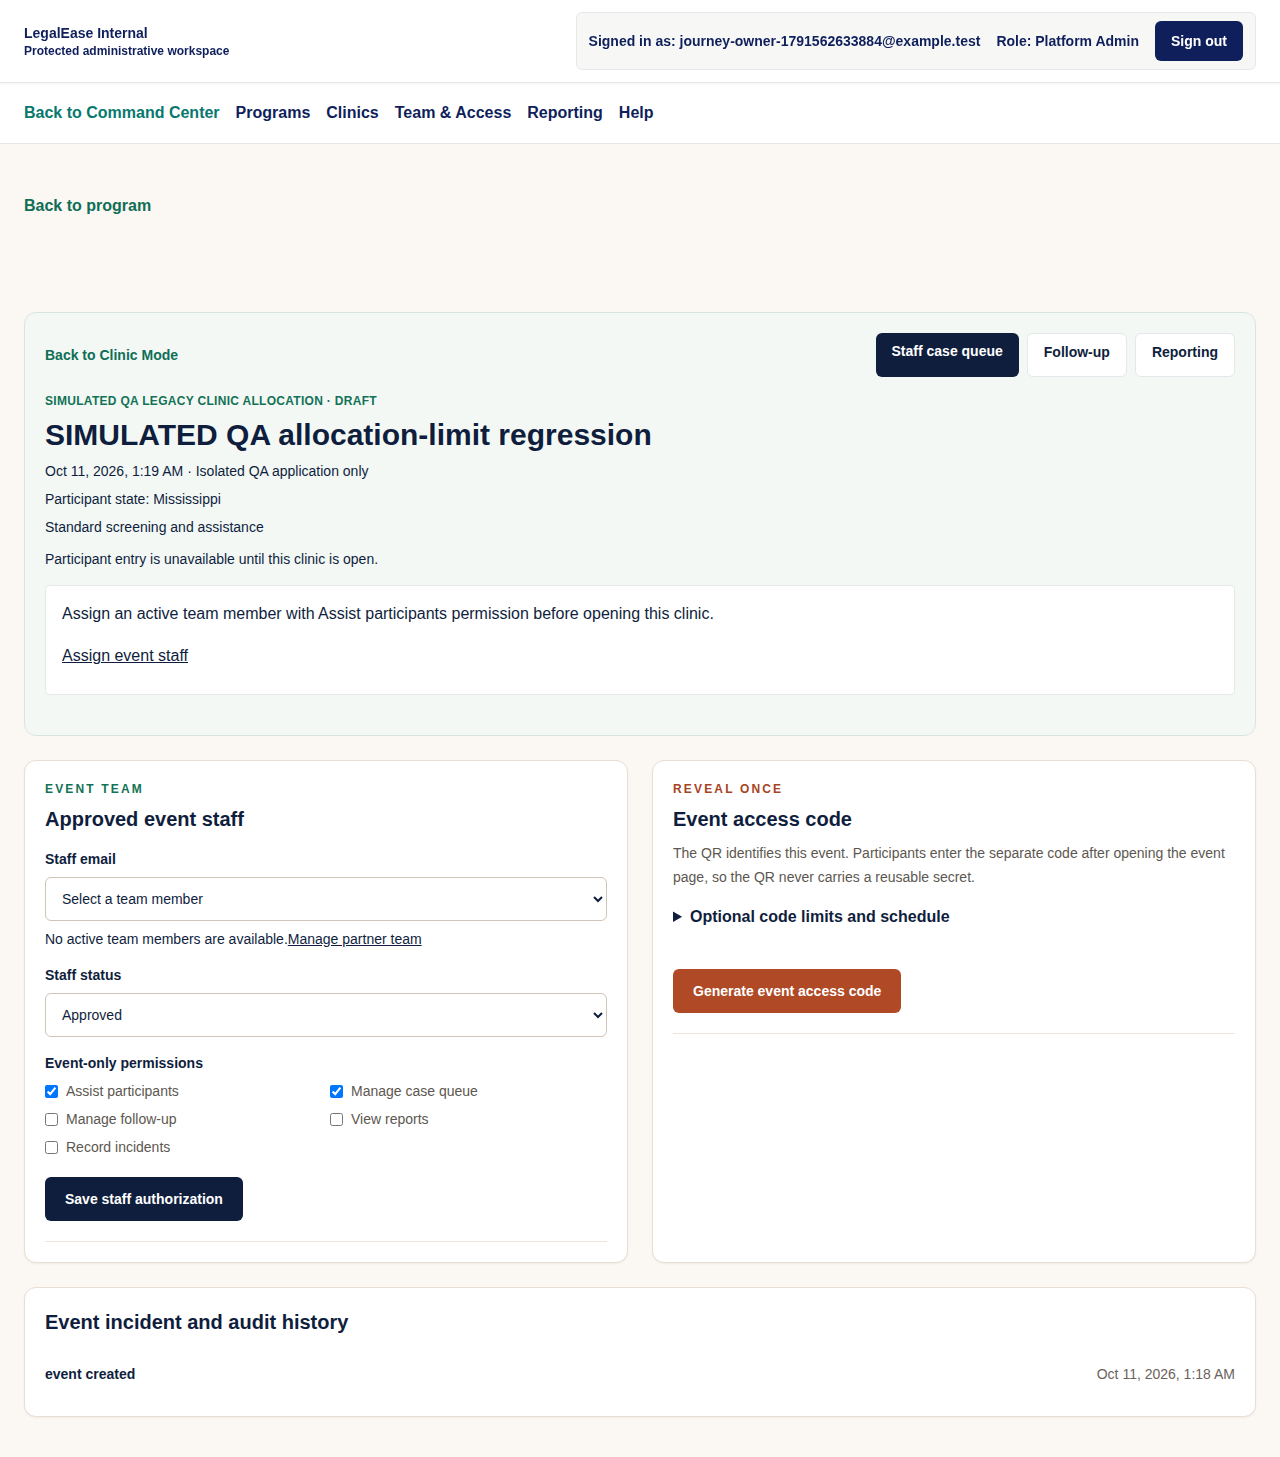 LegalEase Internal
Protected administrative workspace
Signed in as: journey-owner-1791562633884@example.test Role: Platform Admin Sign out
Back to Command Center Programs Clinics Team & Access Reporting Help
Back to program
Back to Clinic Mode
Staff case queue Follow-up Reporting
SIMULATED QA LEGACY CLINIC ALLOCATION · DRAFT
SIMULATED QA allocation-limit regression
Oct 11, 2026, 1:19 AM · Isolated QA application only
Participant state: Mississippi
Standard screening and assistance
Participant entry is unavailable until this clinic is open.
Assign an active team member with Assist participants permission before opening this clinic.
Assign event staff
EVENT TEAM
Approved event staff
Staff email
Select a team member
No active team members are available.Manage partner team
Staff status
Approved
Event-only permissions
Assist participants Manage case queue
Manage follow-up View reports
Record incidents
Save staff authorization
REVEAL ONCE
Event access code
The QR identifies this event. Participants enter the separate code after opening the event
page, so the QR never carries a reusable secret.
Optional code limits and schedule
Generate event access code
Event incident and audit history
event created Oct 11, 2026, 1:18 AM